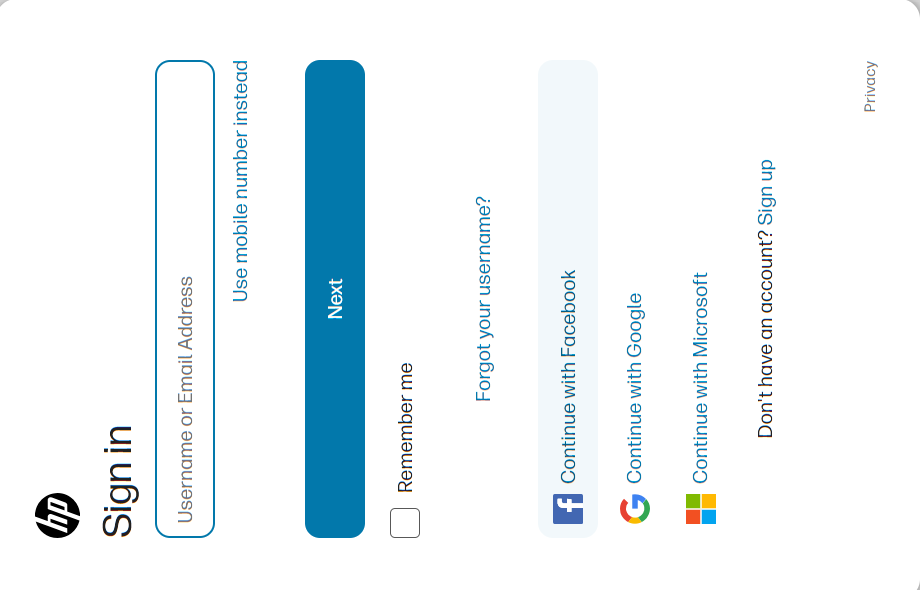 hp
Sign in
Username or Email Address
Use mobile number instead
Next
Remember me
Forgot your username?
Continue with Facebook
Continue with Google
Continue with Microsoft
Don't have an account? Sign up
Privacy